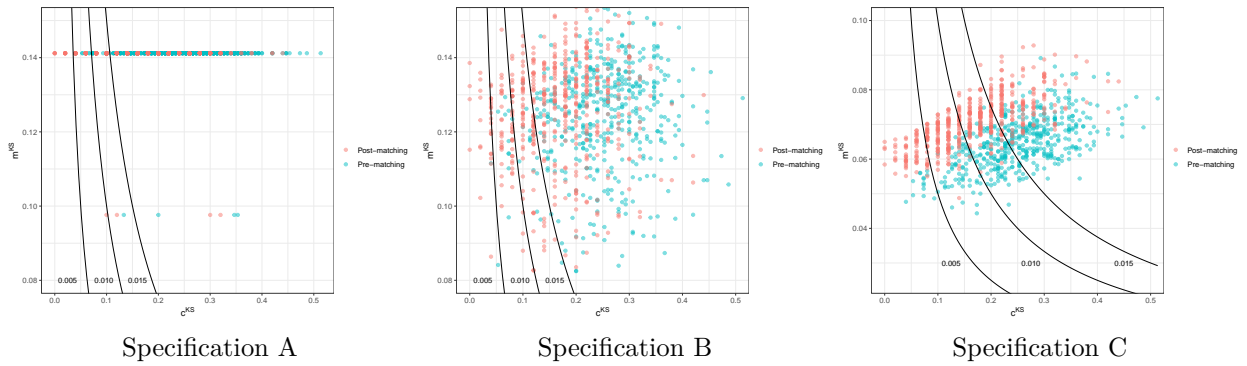 0.14
0.12
0.10
0.08
m^KS
0.005
0.010
0.015
0.0
0.1
0.2
0.3
0.4
0.5
c^KS
Post−matching
Pre−matching
Specification A
0.14
0.12
0.10
0.08
m^KS
0.005
0.010
0.015
0.0
0.1
0.2
0.3
0.4
0.5
c^KS
Post−matching
Pre−matching
Specification B
0.10
0.08
0.06
0.04
m^KS
0.005
0.010
0.015
0.0
0.1
0.2
0.3
0.4
0.5
c^KS
Post−matching
Pre−matching
Specification C